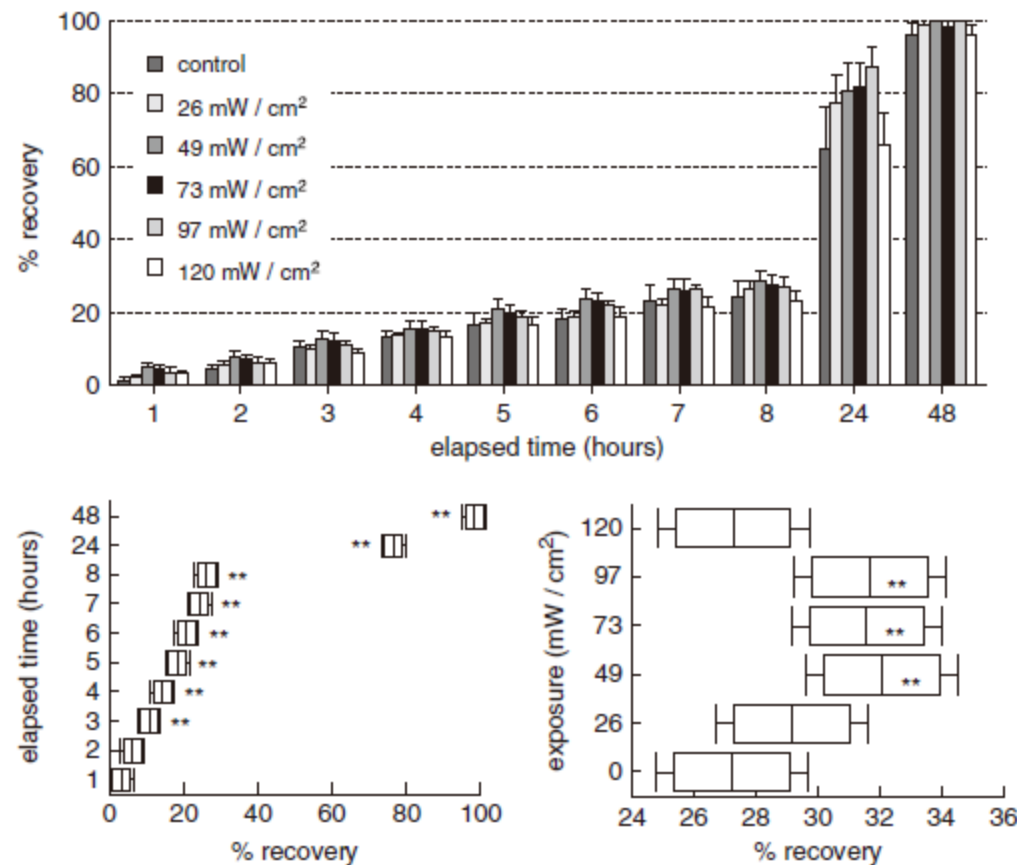 100
80
60
40
20
0
% recovery
control
26 mW / cm²
49 mW / cm²
73 mW / cm²
97 mW / cm²
120 mW / cm²
1 2 3 4 5 6 7 8 24 48
elapsed time (hours)
elapsed time (hours)
48 **
24 **
8 **
7 **
6 **
5 **
4 **
3 **
2
1
0 20 40 60 80 100
% recovery
exposure (mW / cm²)
120
97 **
73 **
49 **
26
0
24 26 28 30 32 34 36
% recovery